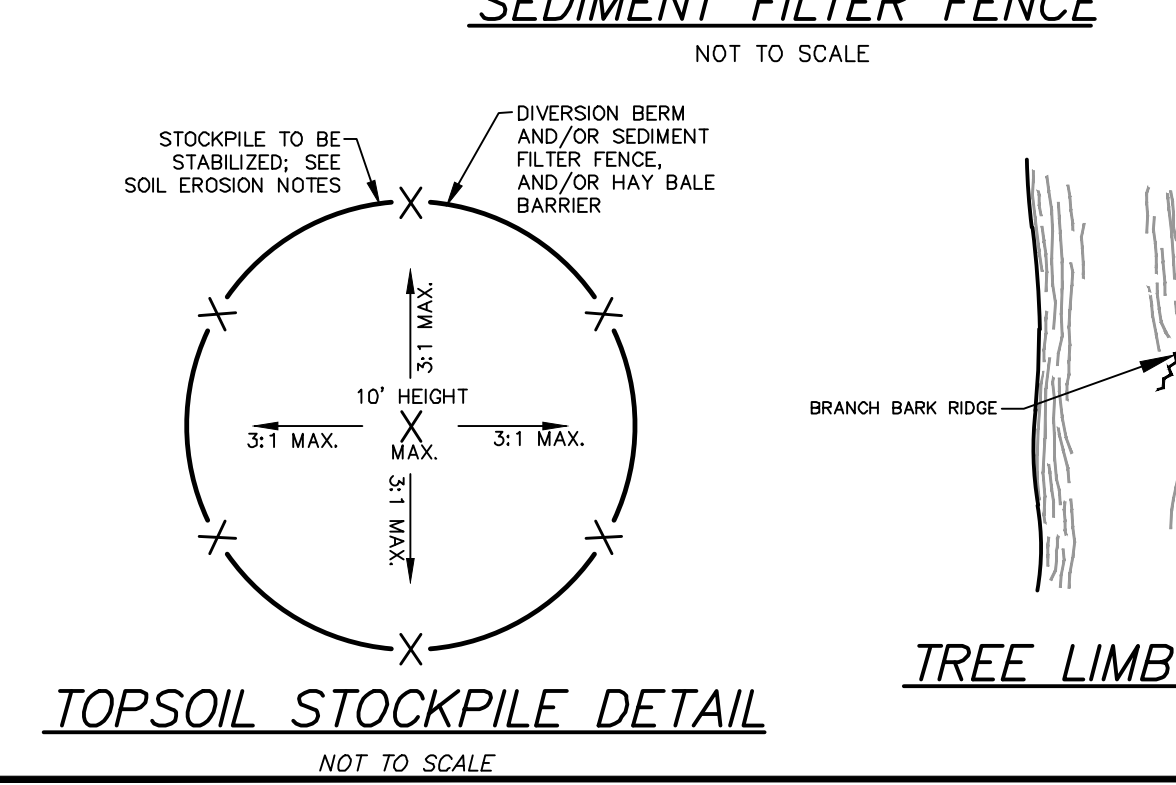 SEDIMENT FILTER FENCE
NOT TO SCALE
STOCKPILE TO BE
STABILIZED; SEE
SOIL EROSION NOTES
DIVERSION BERM
AND/OR SEDIMENT
FILTER FENCE,
AND/OR HAY BALE
BARRIER
3:1 MAX.
10' HEIGHT
3:1 MAX.
3:1 MAX.
MAX.
3:1 MAX.
BRANCH BARK RIDGE
TREE LIMB
TOPSOIL STOCKPILE DETAIL
NOT TO SCALE